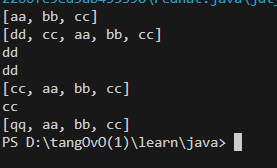 [aa, bb, cc]
[dd, cc, aa, bb, cc]
dd
dd
[cc, aa, bb, cc]
cc
[qq, aa, bb, cc]
PS D:\tangOvO(1)\learn\java>